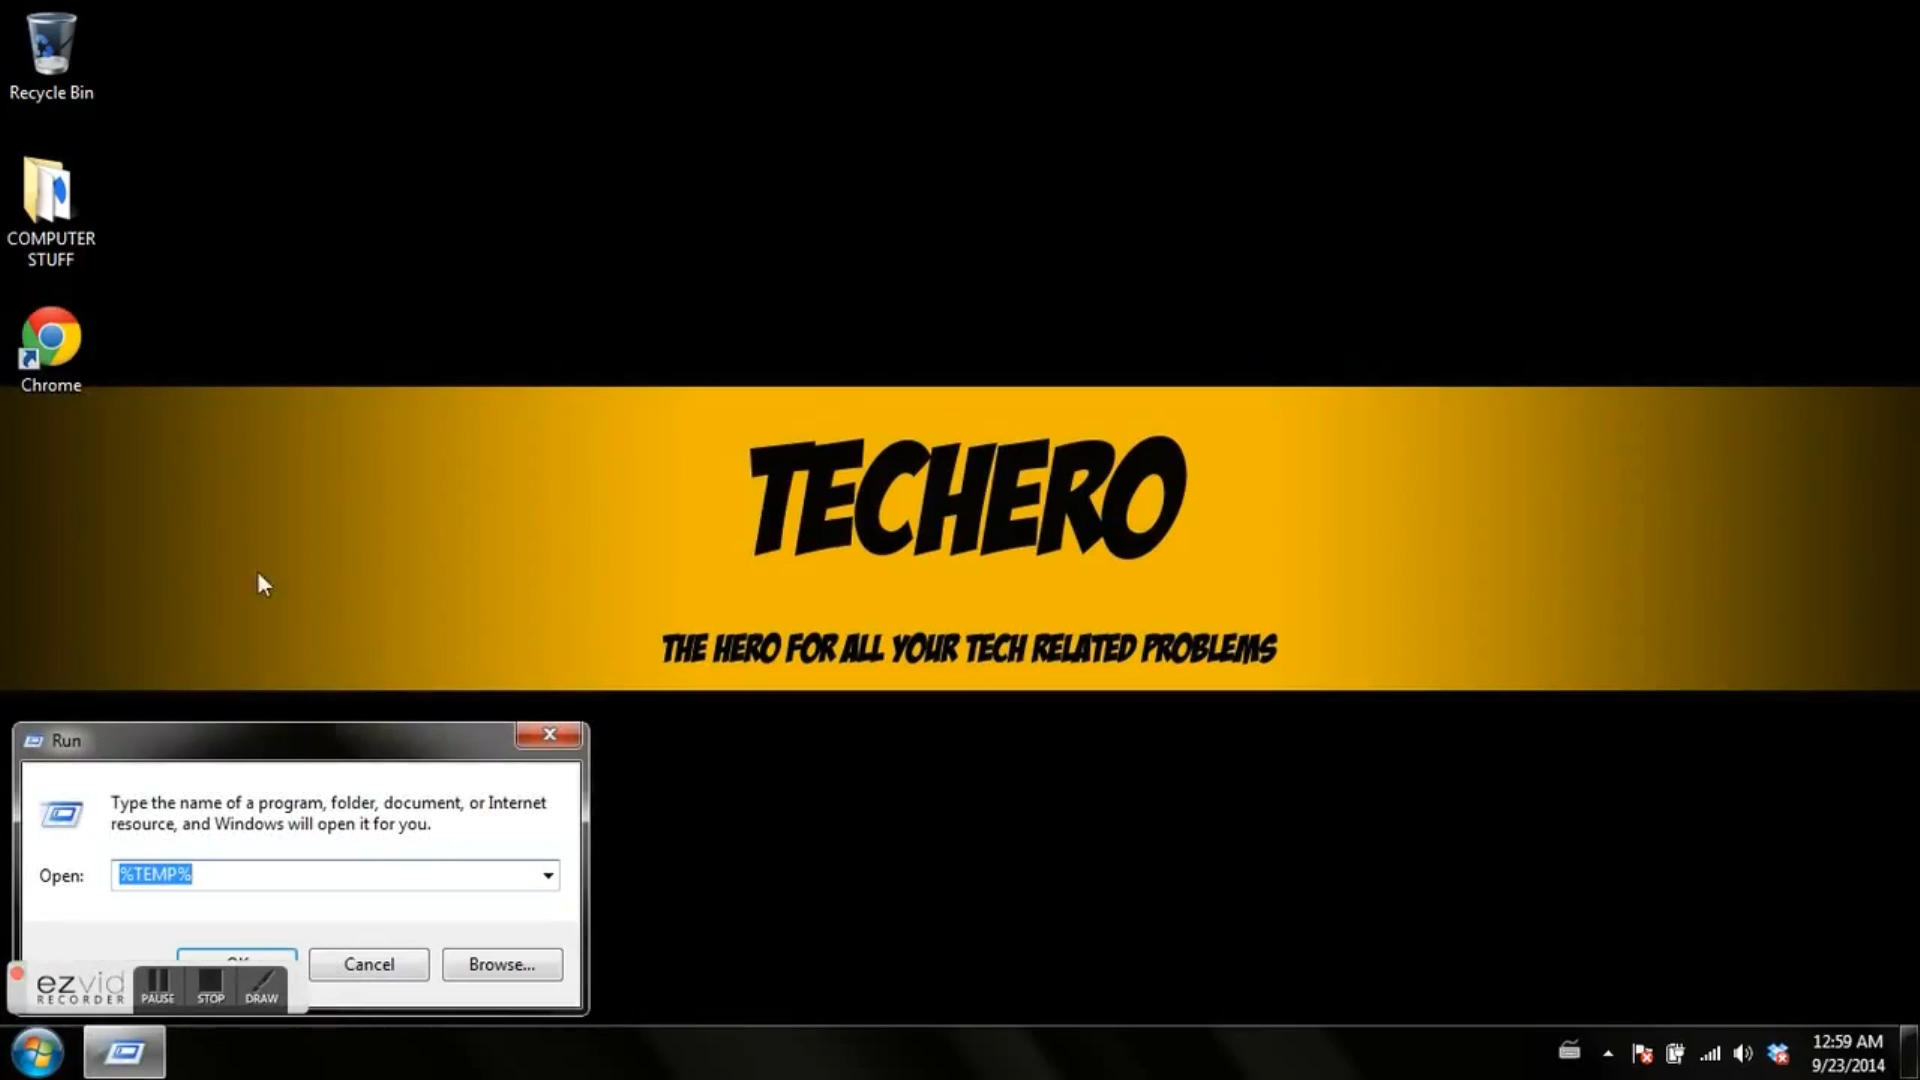 Recycle Bin
COMPUTER
STUFF
Chrome
TECHERO
THE HERO FOR ALL YOUR TECH RELATED PROBLEMS
Run
Type the name of a program, folder, document, or Internet
resource, and Windows will open it for you.
Open: %TEMP%
Cancel
Browse...
ezvid
RECORDER
PAUSE
STOP
DRAW
12:59 AM
9/23/2014